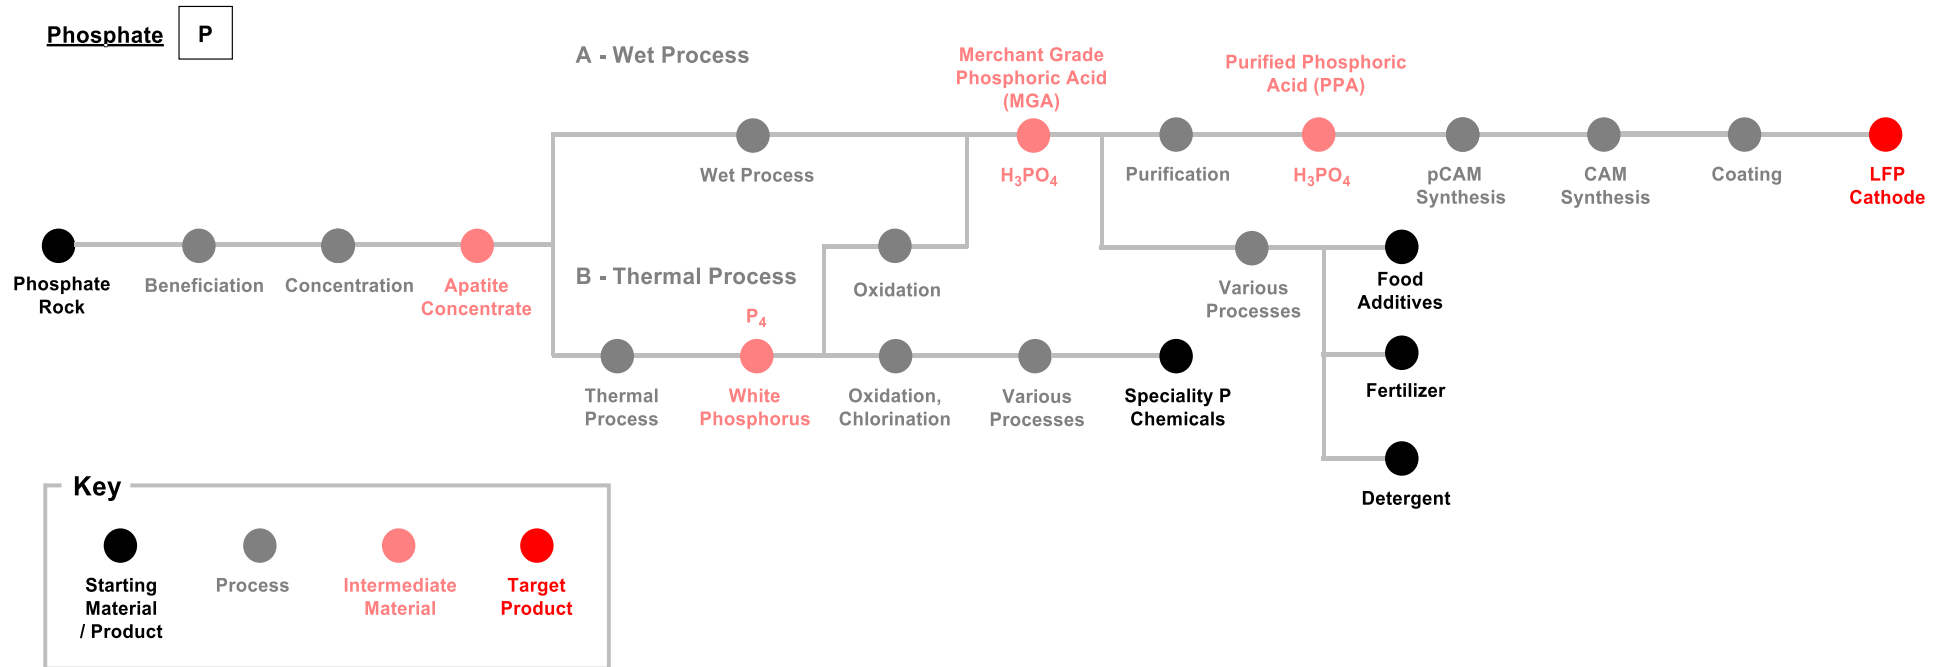 Phosphate
P
A - Wet Process
Merchant Grade
Phosphoric Acid
(MGA)
Purified Phosphoric
Acid (PPA)
Wet Process
H₃PO₄
Purification
H₃PO₄
pCAM
Synthesis
CAM
Synthesis
Coating
LFP
Cathode
Phosphate
Rock
Beneficiation
Concentration
Apatite
Concentrate
B - Thermal Process
Oxidation
Various
Processes
Food
Additives
P₄
Thermal
Process
White
Phosphorus
Oxidation,
Chlorination
Various
Processes
Speciality P
Chemicals
Fertilizer
Detergent
Key
Starting
Material
/ Product
Process
Intermediate
Material
Target
Product